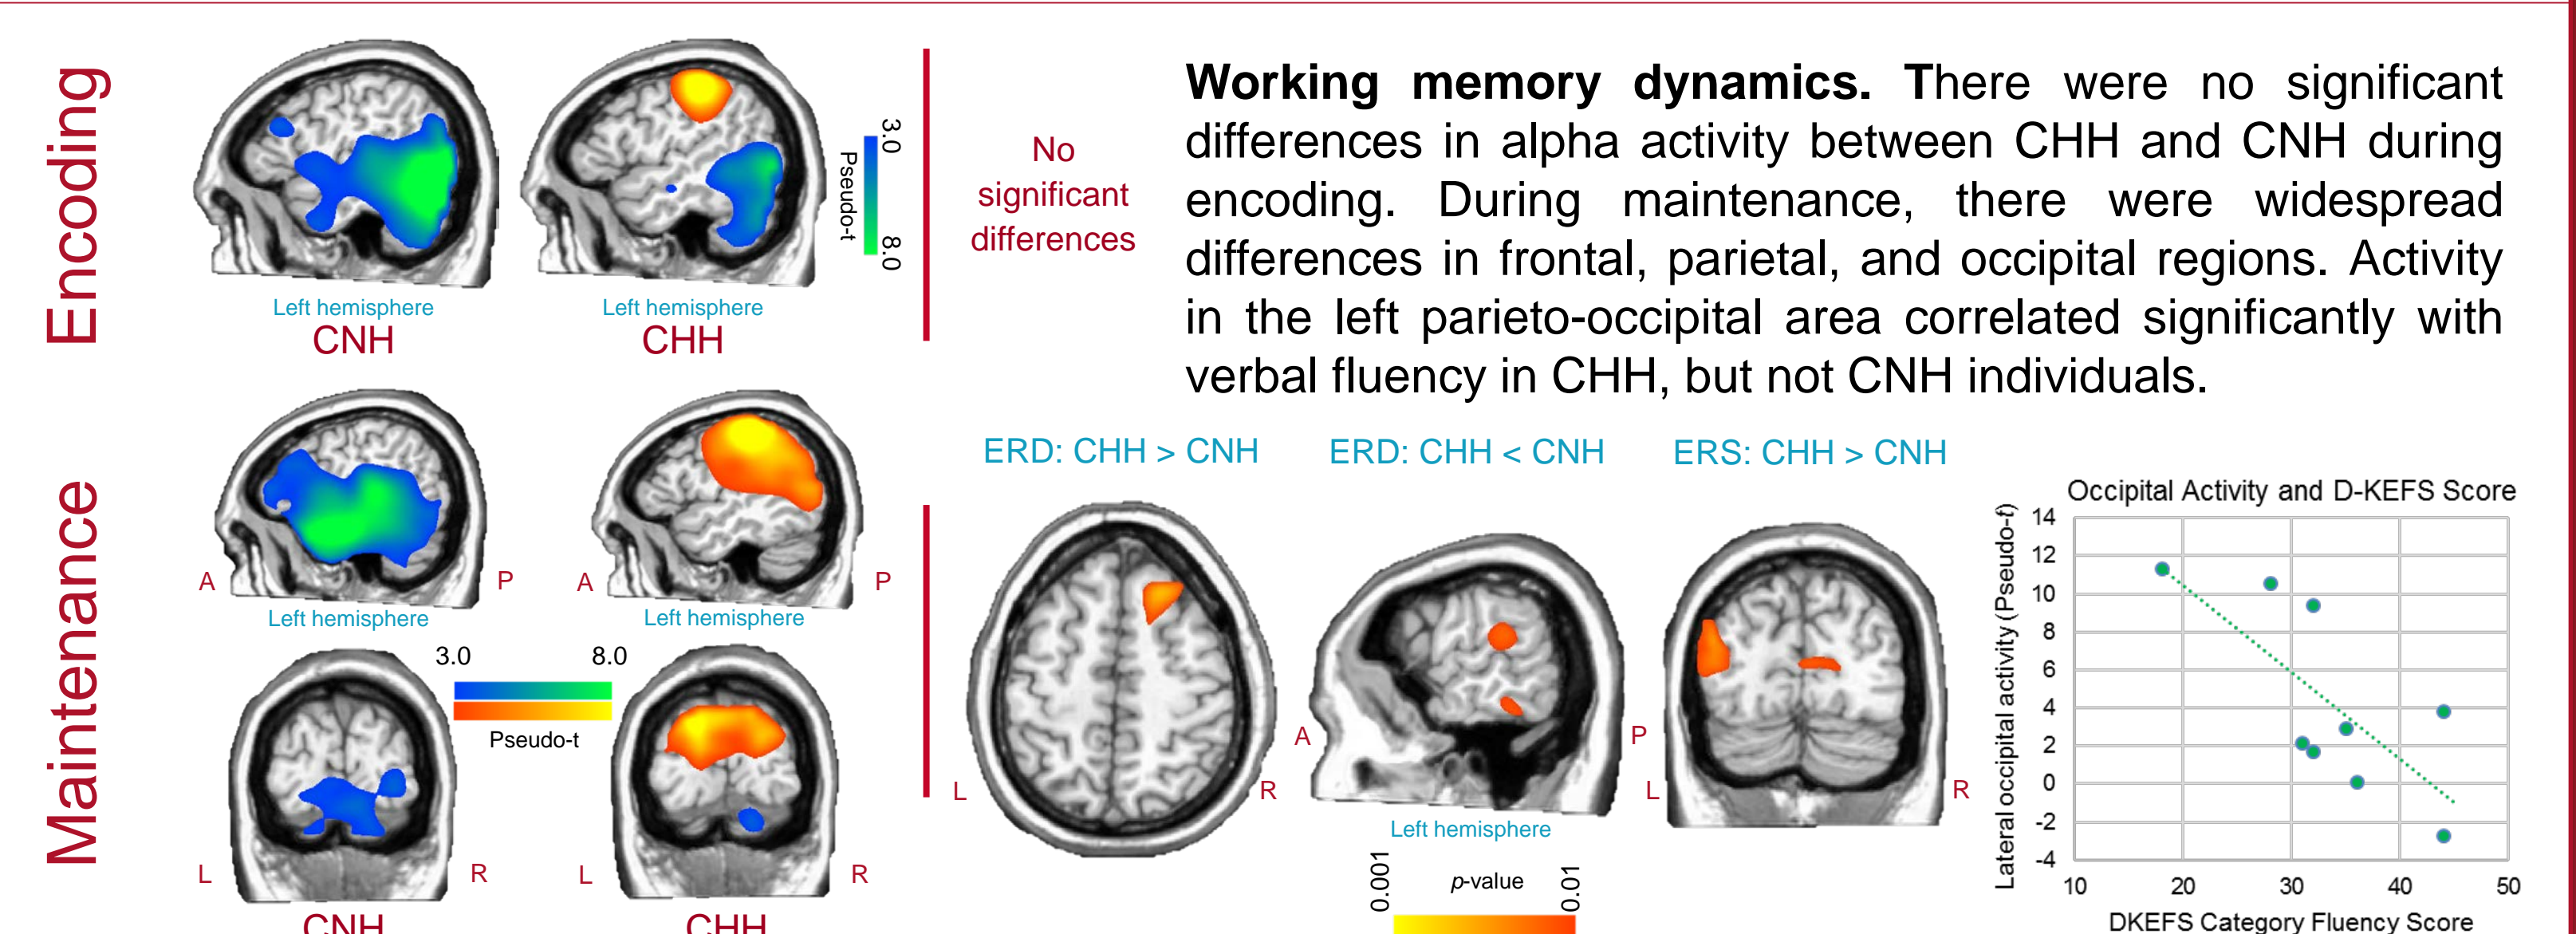 Encoding
Left hemisphere
CNH
Left hemisphere
CHH
3.0
Pseudo-t
8.0
No
significant
differences
Working memory dynamics. There were no significant
differences in alpha activity between CHH and CNH during
encoding. During maintenance, there were widespread
differences in frontal, parietal, and occipital regions. Activity
in the left parieto-occipital area correlated significantly with
verbal fluency in CHH, but not CNH individuals.
Maintenance
A
P
Left hemisphere
A
P
Left hemisphere
3.0
8.0
Pseudo-t
L
R
CNH
L
R
CHH
ERD: CHH > CNH
ERD: CHH < CNH
ERS: CHH > CNH
L
R
A
P
Left hemisphere
L
R
0.001
p-value
0.01
Occipital Activity and D-KEFS Score
Lateral occipital activity (Pseudo-t)
14
12
10
8
6
4
2
0
-2
-4
10
20
30
40
50
DKEFS Category Fluency Score